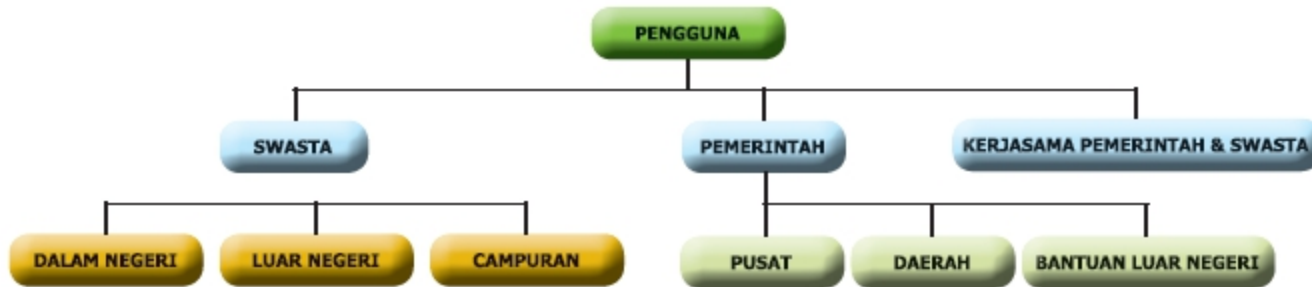 PENGGUNA
SWASTA
PEMERINTAH
KERJASAMA PEMERINTAH & SWASTA
DALAM NEGERI
LUAR NEGERI
CAMPURAN
PUSAT
DAERAH
BANTUAN LUAR NEGERI